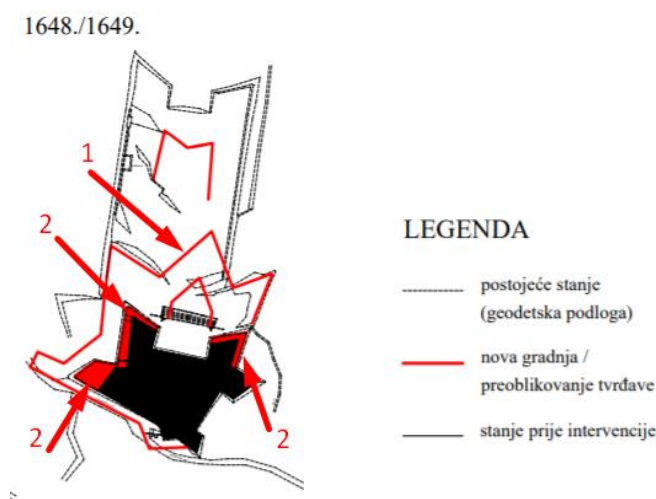 1648./1649.
1
2
2
2
LEGENDA
postojeće stanje
(geodetska podloga)
nova gradnja /
preoblikovanje tvrđave
stanje prije intervencije